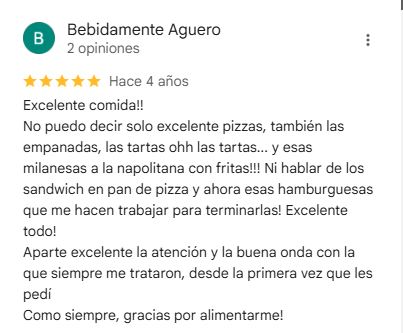 B
Bebidamente Aguero
2 opiniones
Hace 4 años
Excelente comida!!
No puedo decir solo excelente pizzas, también las
empanadas, las tartas ohh las tartas... y esas
milanesas a la napolitana con fritas!!! Ni hablar de los
sandwich en pan de pizza y ahora esas hamburguesas
que me hacen trabajar para terminarlas! Excelente
todo!
Aparte excelente la atención y la buena onda con la
que siempre me trataron, desde la primera vez que les
pedí
Como siempre, gracias por alimentarme!